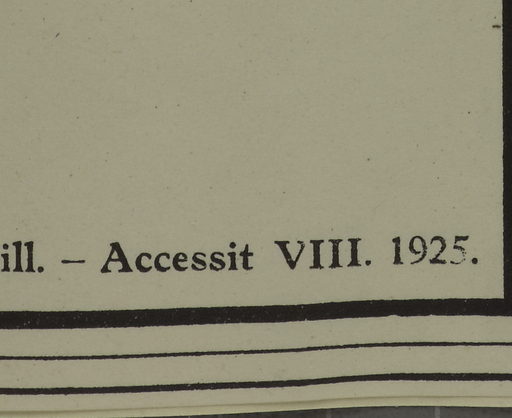 ill. – Accessit VIII. 1925.